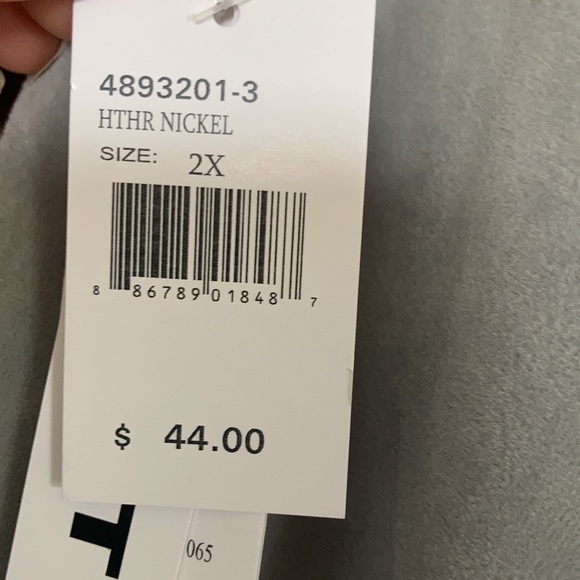 4893201-3
HTHR NICKEL
SIZE: 2X
8 86789 01848 7
$ 44.00
T
065